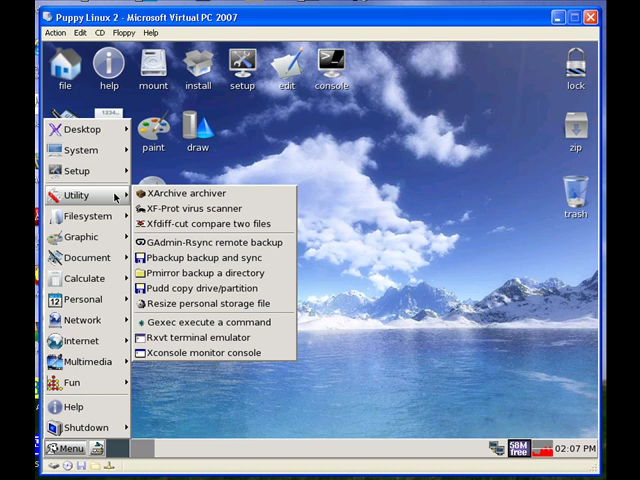 Puppy Linux 2 - Microsoft Virtual PC 2007
Action Edit CD Floppy Help
file help mount install setup edit console lock
1234...
paint draw zip
trash
Desktop
System
Setup
Utility
Filesystem
Graphic
Document
Calculate
Personal
Network
Internet
Multimedia
Fun
Help
Shutdown
XArchive archiver
XF-Prot virus scanner
Xfdiff-cut compare two files
GAdmin-Rsync remote backup
Pbackup backup and sync
Pmirror backup a directory
Pudd copy drive/partition
Resize personal storage file
Gexec execute a command
Rxvt terminal emulator
Xconsole monitor console
12
Menu 58M free 02:07 PM